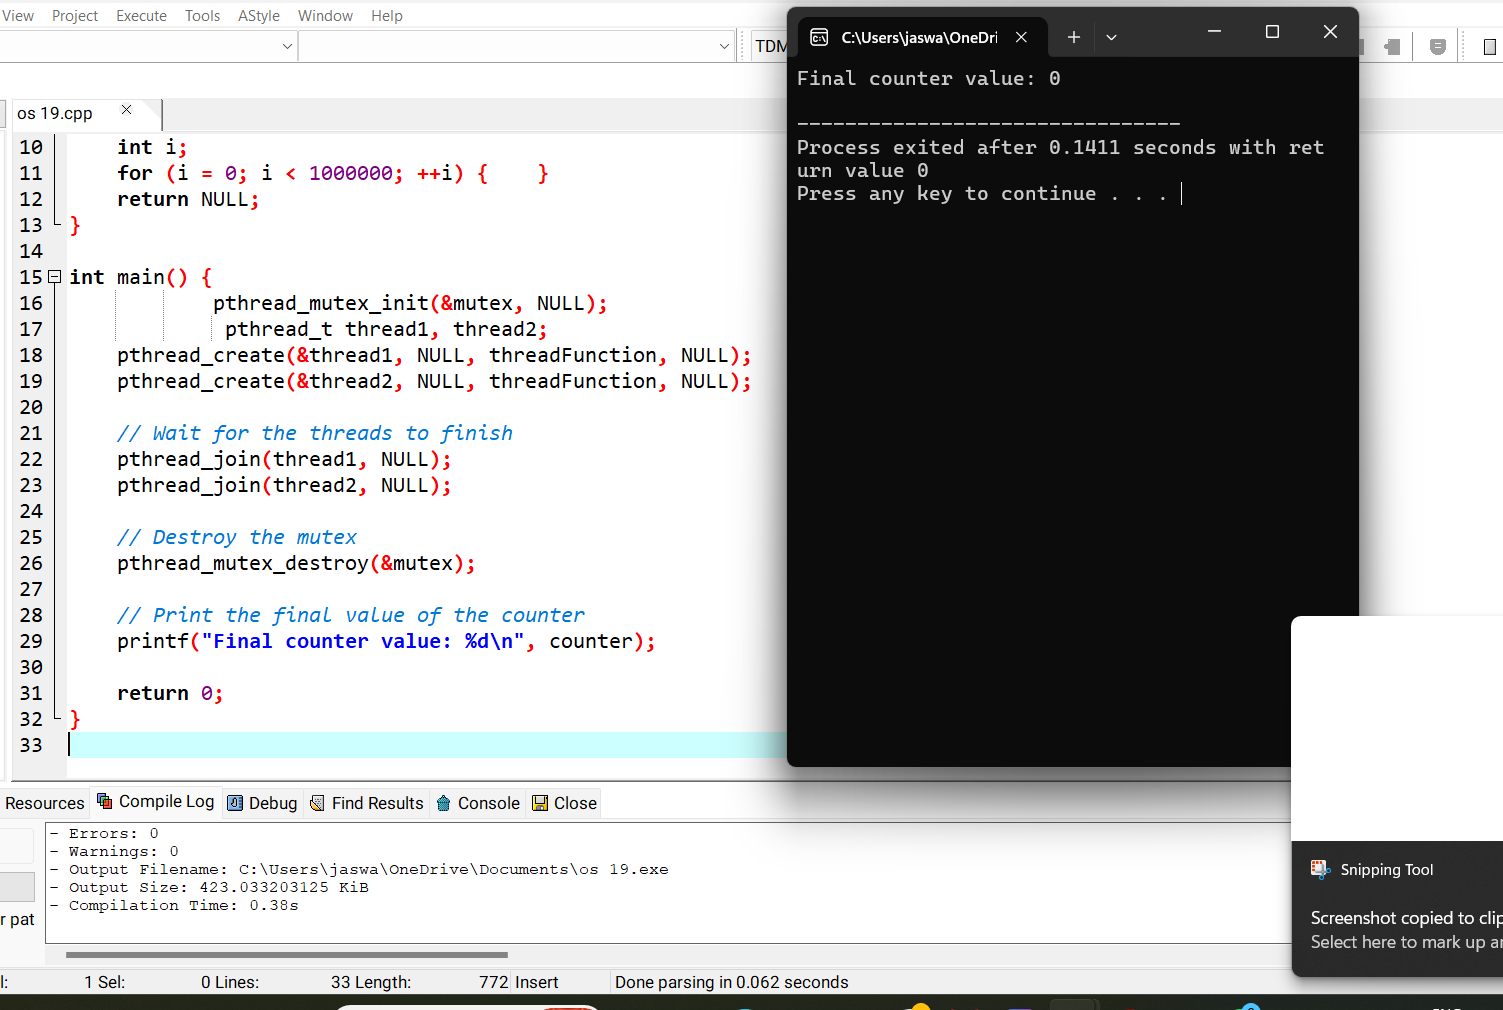 View Project Execute Tools AStyle Window Help
TDM
C:\Users\jaswa\OneDri
os 19.cpp
10 int i;
11 for (i = 0; i < 1000000; ++i) { }
12 return NULL;
13 }
14
15 int main() {
16 pthread_mutex_init(&mutex, NULL);
17 pthread_t thread1, thread2;
18 pthread_create(&thread1, NULL, threadFunction, NULL);
19 pthread_create(&thread2, NULL, threadFunction, NULL);
20
21 // Wait for the threads to finish
22 pthread_join(thread1, NULL);
23 pthread_join(thread2, NULL);
24
25 // Destroy the mutex
26 pthread_mutex_destroy(&mutex);
27
28 // Print the final value of the counter
29 printf("Final counter value: %d\n", counter);
30
31 return 0;
32 }
33
Final counter value: 0
--------------------------------
Process exited after 0.1411 seconds with ret
urn value 0
Press any key to continue . . .
Resources Compile Log Debug Find Results Console Close
- Errors: 0
- Warnings: 0
- Output Filename: C:\Users\jaswa\OneDrive\Documents\os 19.exe
- Output Size: 423.033203125 KiB
- Compilation Time: 0.38s
r pat
Snipping Tool
Screenshot copied to clip
Select here to mark up an
l: 1 Sel: 0 Lines: 33 Length: 772 Insert Done parsing in 0.062 seconds